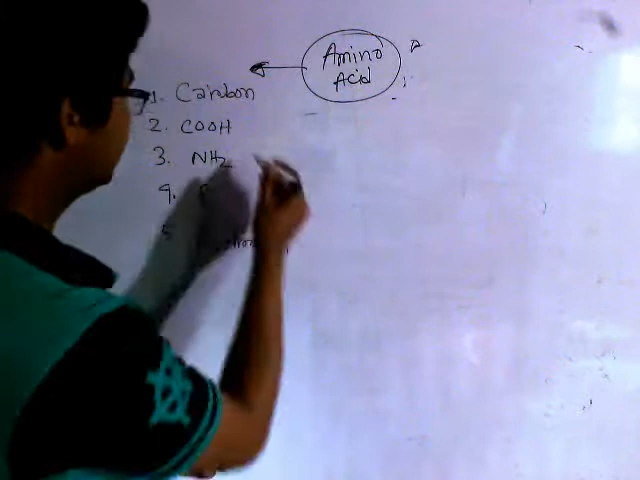 Amino
Acid
1. Carbon
2. COOH
3. NH2
4.
5